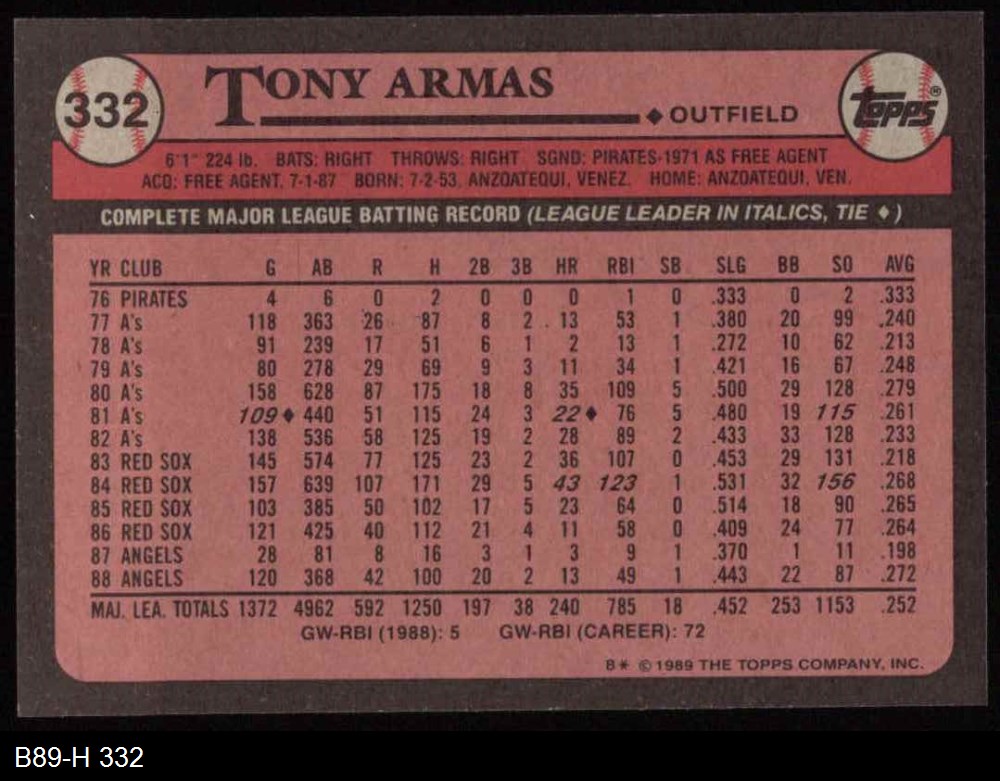 332
TONY ARMAS
◆ OUTFIELD
TOPPS®
6'1" 224 lb. BATS: RIGHT THROWS: RIGHT SGND: PIRATES-1971 AS FREE AGENT
ACQ: FREE AGENT, 7-1-87 BORN: 7-2-53, ANZOATEQUI, VENEZ. HOME: ANZOATEQUI, VEN.
COMPLETE MAJOR LEAGUE BATTING RECORD (LEAGUE LEADER IN ITALICS, TIE ◆)
YR CLUB G AB R H 2B 3B HR RBI SB SLG BB SO AVG
76 PIRATES 4 6 0 2 0 0 0 1 0 .333 0 2 .333
77 A's 118 363 26 87 8 2 13 53 1 .380 20 99 .240
78 A's 91 239 17 51 6 1 2 13 1 .272 10 62 .213
79 A's 80 278 29 69 9 3 11 34 1 .421 16 67 .248
80 A's 158 628 87 175 18 8 35 109 5 .500 29 128 .279
81 A's 109◆ 440 51 115 24 3 22◆ 76 5 .480 19 115 .261
82 A's 138 536 58 125 19 2 28 89 2 .433 33 128 .233
83 RED SOX 145 574 77 125 23 2 36 107 0 .453 29 131 .218
84 RED SOX 157 639 107 171 29 5 43 123 1 .531 32 156 .268
85 RED SOX 103 385 50 102 17 5 23 64 0 .514 18 90 .265
86 RED SOX 121 425 40 112 21 4 11 58 0 .409 24 77 .264
87 ANGELS 28 81 8 16 3 1 3 9 1 .370 1 11 .198
88 ANGELS 120 368 42 100 20 2 13 49 1 .443 22 87 .272
MAJ. LEA. TOTALS 1372 4962 592 1250 197 38 240 785 18 .452 253 1153 .252
GW-RBI (1988): 5 GW-RBI (CAREER): 72
B* © 1989 THE TOPPS COMPANY, INC.
B89-H 332